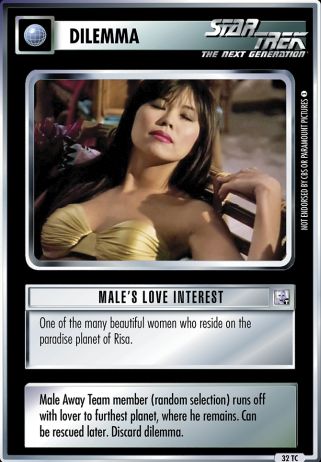 DILEMMA
STAR TREK
THE NEXT GENERATION
NOT ENDORSED BY CBS OR PARAMOUNT PICTURES
MALE'S LOVE INTEREST
One of the many beautiful women who reside on the
paradise planet of Risa.
Male Away Team member (random selection) runs off
with lover to furthest planet, where he remains. Can
be rescued later. Discard dilemma.
32 TC